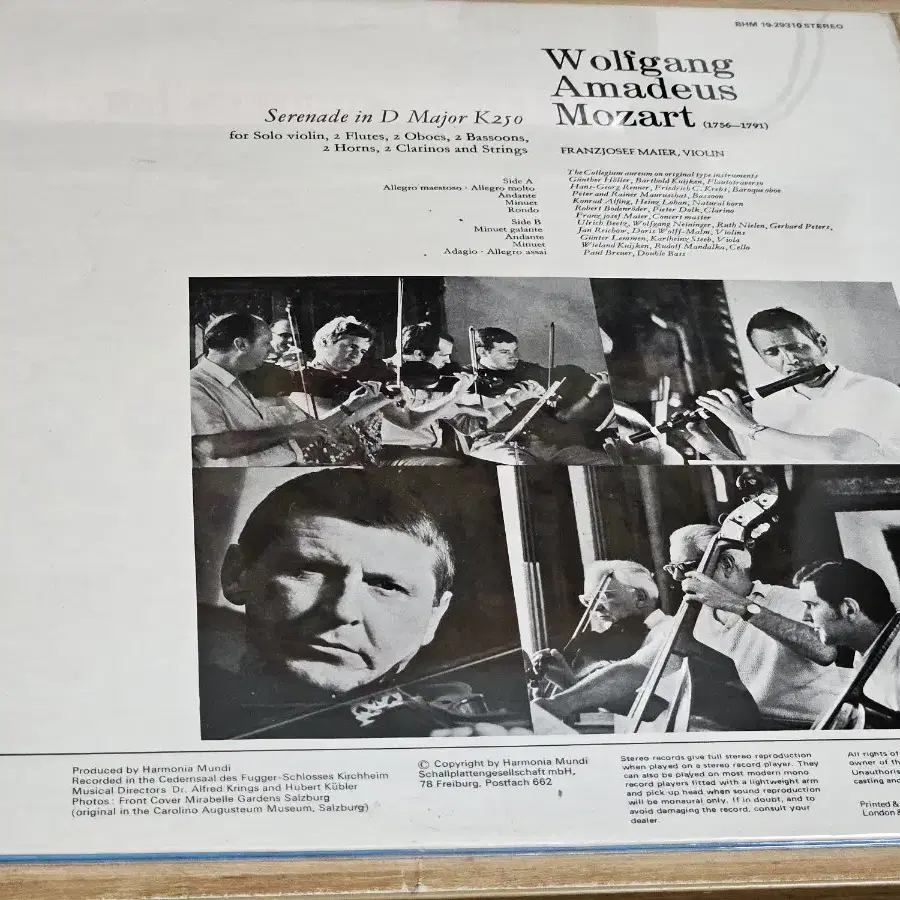 BHM 19-29310 STEREO
Wolfgang
Amadeus
Mozart (1756—1791)
Serenade in D Major K250
for Solo violin, 2 Flutes, 2 Oboes, 2 Bassoons,
2 Horns, 2 Clarinos and Strings
FRANZJOSEF MAIER, VIOLIN
Side A
Allegro maestoso · Allegro molto
Andante
Minuet
Rondo
Side B
Minuet galante
Andante
Minuet
Adagio · Allegro assai
The Collegium aureum on original type instruments
Günther Höller, Barthold Kuijken, Flautotraverso
Hans-Georg Renner, Friedrich C. Krebs, Baroque oboe
Peter and Rainer Mauruschat, Bassoon
Konrad Alfing, Heinz Lohan, Natural horn
Robert Bodenröder, Pieter Dolk, Clarino
Franz josef Maier, Concert master
Ulrich Beetz, Wolfgang Neininger, Ruth Nielen, Gerhard Peters,
Jan Reichow, Doris Wolff-Malm, Violins
Günter Lemmen, Karlheinz Steeb, Viola
Wieland Kuijken, Rudolf Mandalka, Cello
Paul Breuer, Double Bass
Produced by Harmonia Mundi
Recorded in the Cedernsaal des Fugger-Schlosses Kirchheim
Musical Directors Dr. Alfred Krings and Hubert Kübler
Photos: Front Cover Mirabelle Gardens Salzburg
(original in the Carolino Augusteum Museum, Salzburg)
© Copyright by Harmonia Mundi
Schallplattengesellschaft mbH,
78 Freiburg. Postfach 662
Stereo records give full stereo reproduction
when played on a stereo record player. They
can also be played on most modern mono
record players fitted with a lightweight arm
and pick up head when sound reproduction
will be monaural only. If in doubt, and to
avoid damaging the record, consult your
dealer.
All rights of
owner of th
Unauthoris
casting and
Printed &
London &